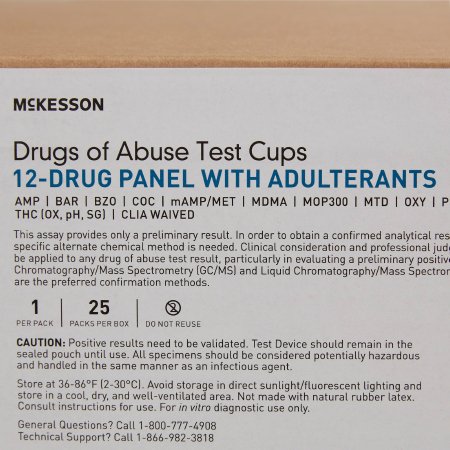 McKESSON
Drugs of Abuse Test Cups
12-DRUG PANEL WITH ADULTERANTS
AMP | BAR | BZO | COC | mAMP/MET | MDMA | MOP300 | MTD | OXY | P
THC (OX, pH, SG) | CLIA WAIVED
This assay provides only a preliminary result. In order to obtain a confirmed analytical res
specific alternate chemical method is needed. Clinical consideration and professional jud
be applied to any drug of abuse test result, particularly in evaluating a preliminary positive
Chromatography/Mass Spectrometry (GC/MS) and Liquid Chromatography/Mass Spectrom
are the preferred confirmation methods.
1 | 25
PER PACK | PACKS PER BOX | DO NOT REUSE
CAUTION: Positive results need to be validated. Test Device should remain in the
sealed pouch until use. All specimens should be considered potentially hazardous
and handled in the same manner as an infectious agent.
Store at 36-86°F (2-30°C). Avoid storage in direct sunlight/fluorescent lighting and
store in a cool, dry, and well-ventilated area. Not made with natural rubber latex.
Consult instructions for use. For in vitro diagnostic use only.
General Questions? Call 1-800-777-4908
Technical Support? Call 1-866-982-3818